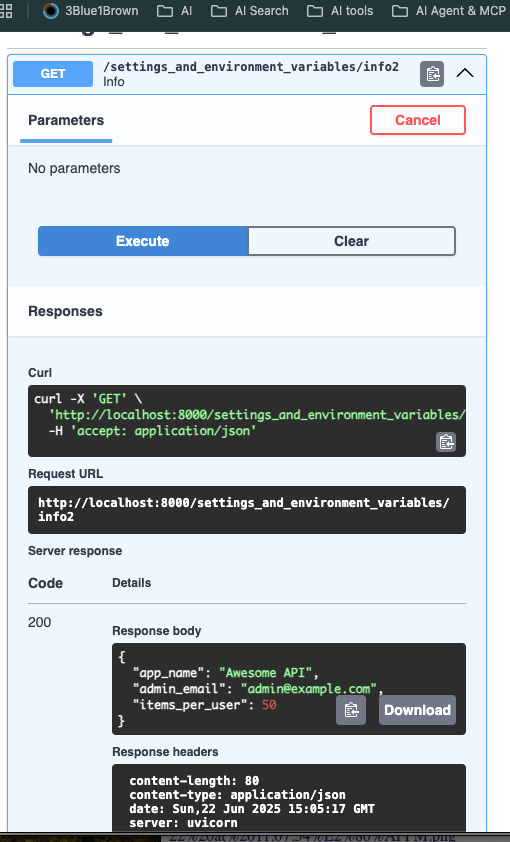 3Blue1Brown AI AI Search AI tools AI Agent & MCP
GET /settings_and_environment_variables/info2
Info
Parameters
Cancel
No parameters
Execute Clear
Responses
Curl
curl -X 'GET' \
'http://localhost:8000/settings_and_environment_variables/
-H 'accept: application/json'
Request URL
http://localhost:8000/settings_and_environment_variables/
info2
Server response
Code Details
200
Response body
{
"app_name": "Awesome API",
"admin_email": "admin@example.com",
"items_per_user": 50
}
Download
Response headers
content-length: 80
content-type: application/json
date: Sun,22 Jun 2025 15:05:17 GMT
server: uvicorn